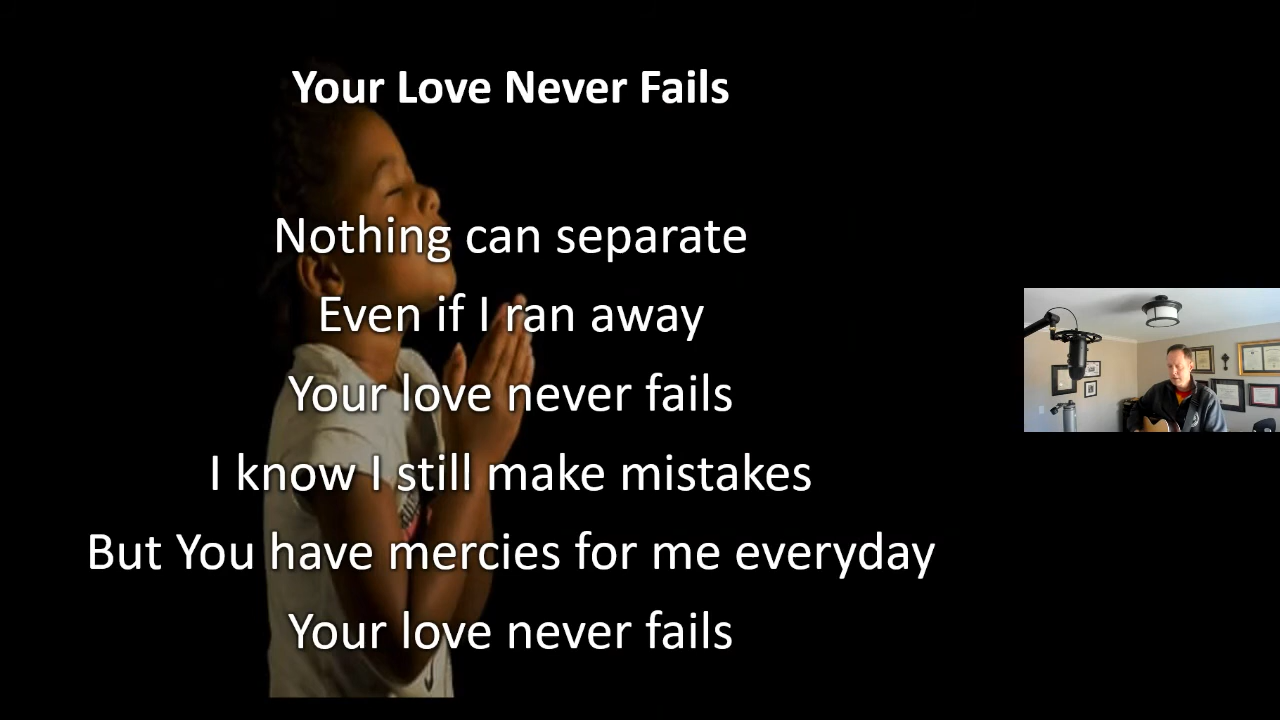 Your Love Never Fails
Nothing can separate
Even if I ran away
Your love never fails
I know I still make mistakes
But You have mercies for me everyday
Your love never fails